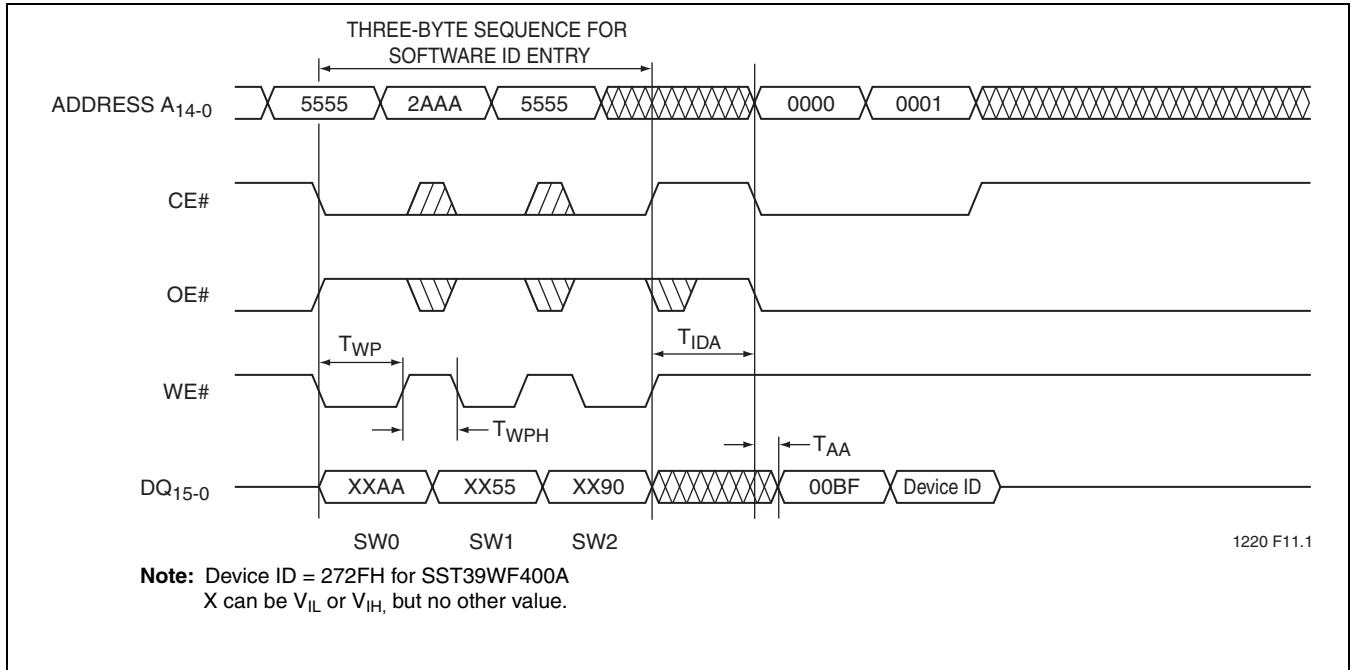 THREE-BYTE SEQUENCE FOR
SOFTWARE ID ENTRY
ADDRESS A14-0
5555 2AAA 5555 0000 0001
CE#
OE#
TWP TIDA
WE#
TWPH TAA
DQ15-0
XXAA XX55 XX90 00BF Device ID
SW0 SW1 SW2
1220 F11.1
Note: Device ID = 272FH for SST39WF400A
X can be VIL or VIH, but no other value.